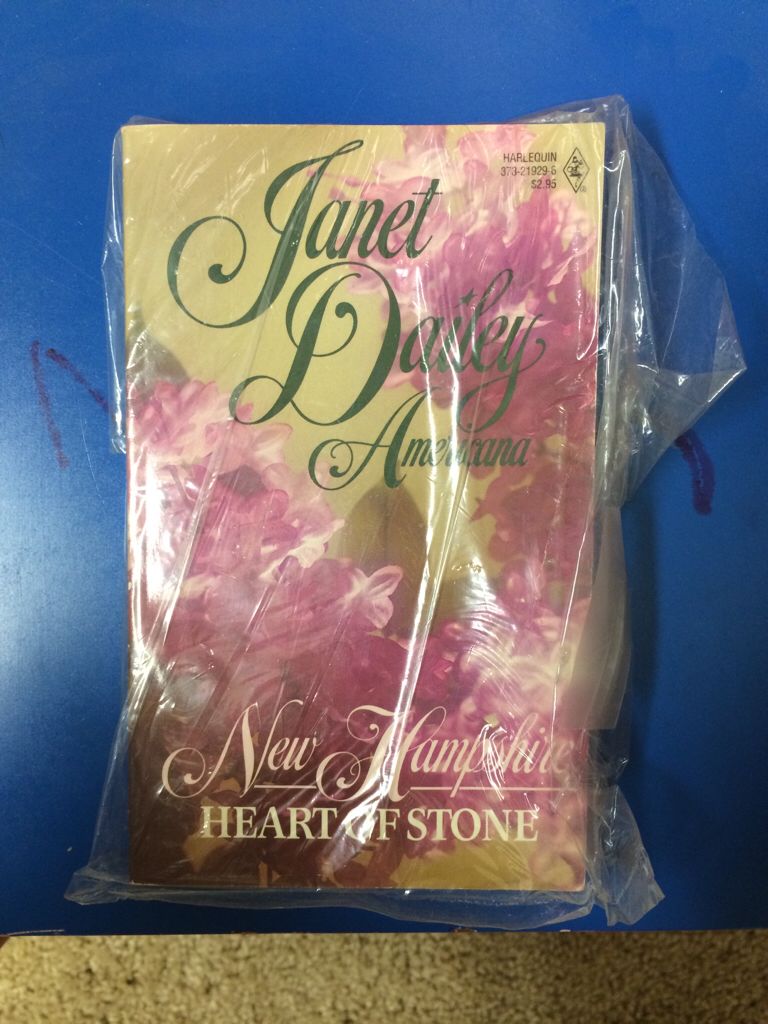 HARLEQUIN
373-21929-6
$2.95
Janet
Dailey
Americana
New Hampshire
HEART OF STONE